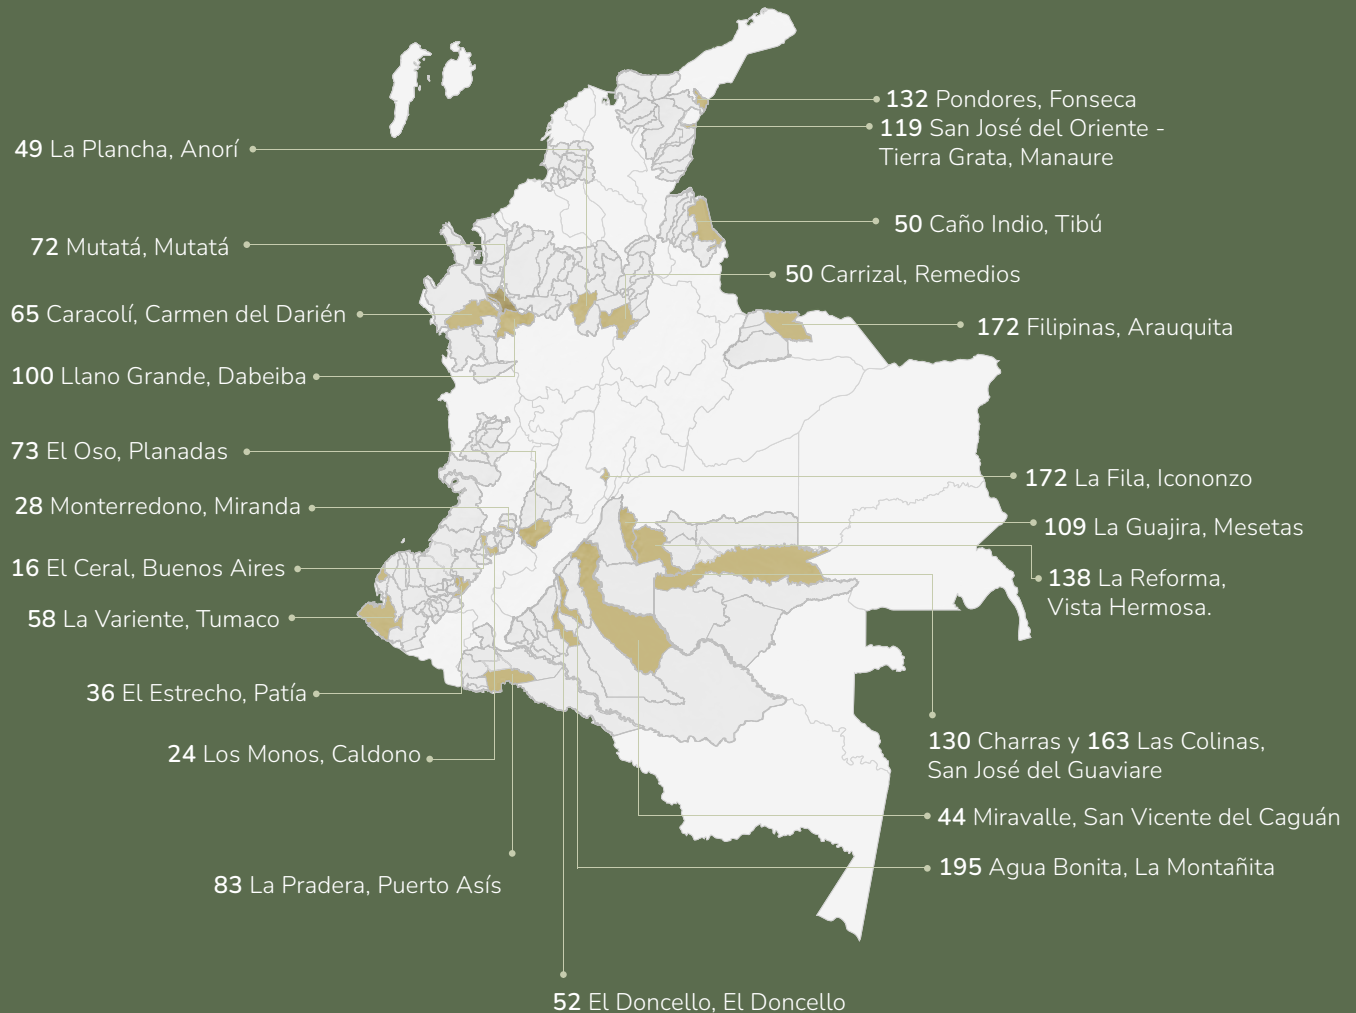 132 Pondores, Fonseca
119 San José del Oriente -
Tierra Grata, Manaure
49 La Plancha, Anorí
50 Caño Indio, Tibú
72 Mutatá, Mutatá
50 Carrizal, Remedios
65 Caracolí, Carmen del Darién
172 Filipinas, Arauquita
100 Llano Grande, Dabeiba
73 El Oso, Planadas
172 La Fila, Icononzo
28 Monterredono, Miranda
109 La Guajira, Mesetas
16 El Ceral, Buenos Aires
138 La Reforma,
Vista Hermosa.
58 La Variente, Tumaco
36 El Estrecho, Patía
24 Los Monos, Caldono
130 Charras y 163 Las Colinas,
San José del Guaviare
44 Miravalle, San Vicente del Caguán
195 Agua Bonita, La Montañita
83 La Pradera, Puerto Asís
52 El Doncello, El Doncello